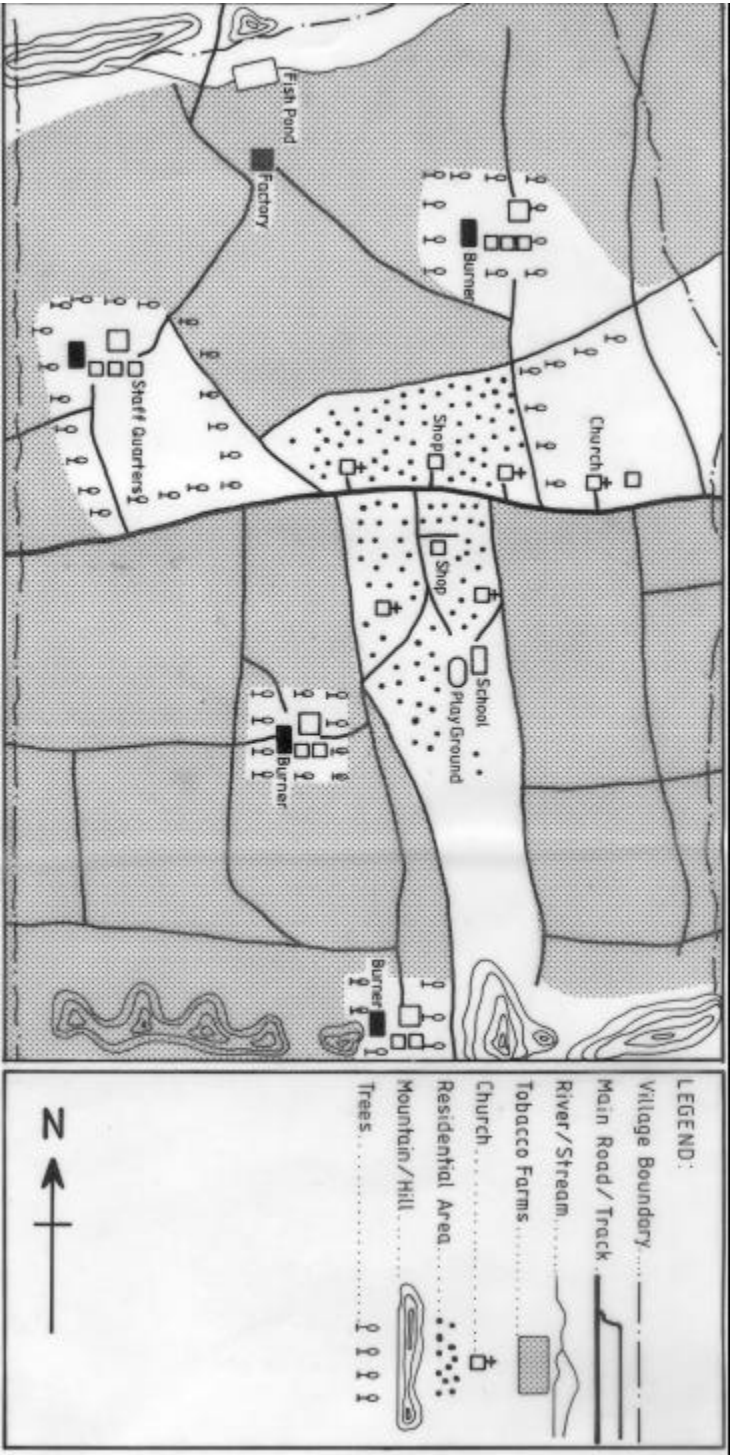 Church
School
Burner
Play Ground
Shop
Shop
Burner
Fish Pond
Burner
Factory
Staff Quarters
LEGEND:
Village Boundary
Main Road/Track
River/Stream
Tobacco Farms
Church
Residential Area
Mountain/Hill
Trees
N